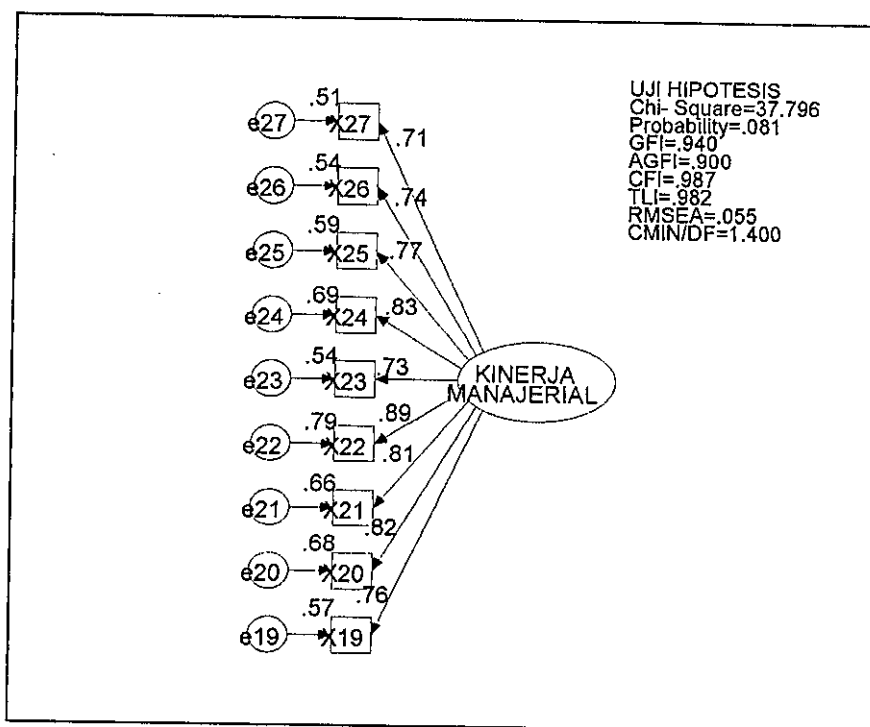 UJI HIPOTESIS
Chi- Square=37.796
Probability=.081
GFI=.940
AGFI=.900
CFI=.987
TLI=.982
RMSEA=.055
CMIN/DF=1.400
.51
e27 X27 .71
.54
e26 X26 .74
.59
e25 X25 .77
.69
e24 X24 .83
.54
e23 X23 .73
KINERJA
MANAJERIAL
.79 .89
e22 X22
.66 .81
e21 X21
.68 .82
e20 X20
.57 .76
e19 X19